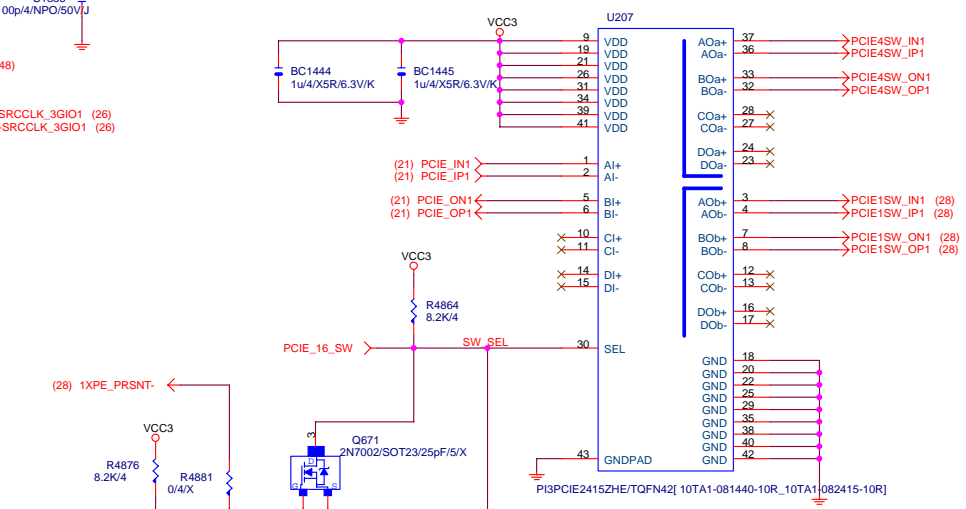 00p/4/NPO/50V/J
48)
SRCCLK_3GIO1 (26)
-SRCCLK_3GIO1 (26)
VCC3
BC1444
1u/4/X5R/6.3V/K
BC1445
1u/4/X5R/6.3V/K
U207
9 VDD
19 VDD
21 VDD
26 VDD
31 VDD
34 VDD
39 VDD
41 VDD
(21) PCIE_IN1 1 AI+
(21) PCIE_IP1 2 AI-
(21) PCIE_ON1 5 BI+
(21) PCIE_OP1 6 BI-
10 CI+
11 CI-
14 DI+
15 DI-
VCC3
R4864
8.2K/4
PCIE_16_SW SW_SEL 30 SEL
43 GNDPAD
AOa+ 37 PCIE4SW_IN1
AOa- 36 PCIE4SW_IP1
BOa+ 33 PCIE4SW_ON1
BOa- 32 PCIE4SW_OP1
COa+ 28
COa- 27
DOa+ 24
DOa- 23
AOb+ 3 PCIE1SW_IN1 (28)
AOb- 4 PCIE1SW_IP1 (28)
BOb+ 7 PCIE1SW_ON1 (28)
BOb- 8 PCIE1SW_OP1 (28)
COb+ 12
COb- 13
DOb+ 16
DOb- 17
GND 18
GND 20
GND 22
GND 25
GND 29
GND 35
GND 38
GND 40
GND 42
PI3PCIE2415ZHE/TQFN42[ 10TA1-081440-10R_10TA1-082415-10R]
(28) 1XPE_PRSNT-
VCC3
R4876
8.2K/4
R4881
0/4/X
3
Q671
2N7002/SOT23/25pF/5/X
D
G
S